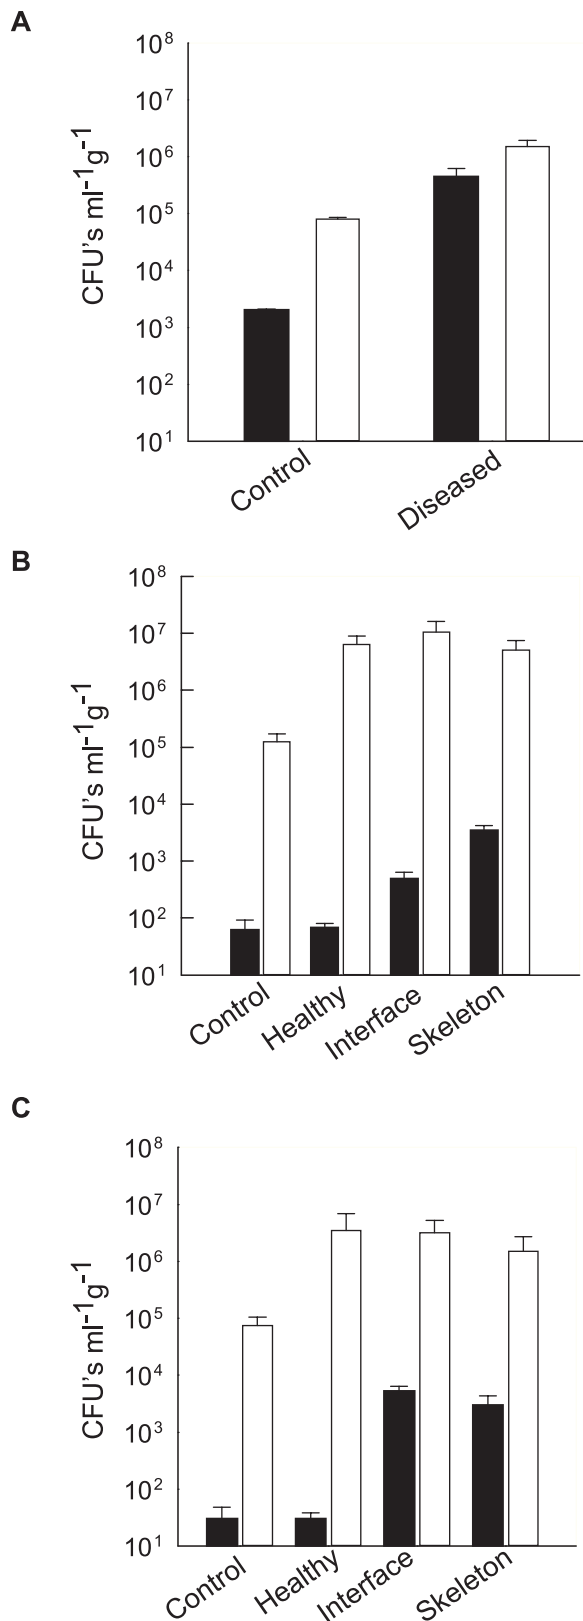 A
10⁸
10⁷
10⁶
10⁵
10⁴
10³
10²
10¹
CFU's ml⁻¹g⁻¹
Control
Diseased
B
10⁸
10⁷
10⁶
10⁵
10⁴
10³
10²
10¹
CFU's ml⁻¹g⁻¹
Control
Healthy
Interface
Skeleton
C
10⁸
10⁷
10⁶
10⁵
10⁴
10³
10²
10¹
CFU's ml⁻¹g⁻¹
Control
Healthy
Interface
Skeleton